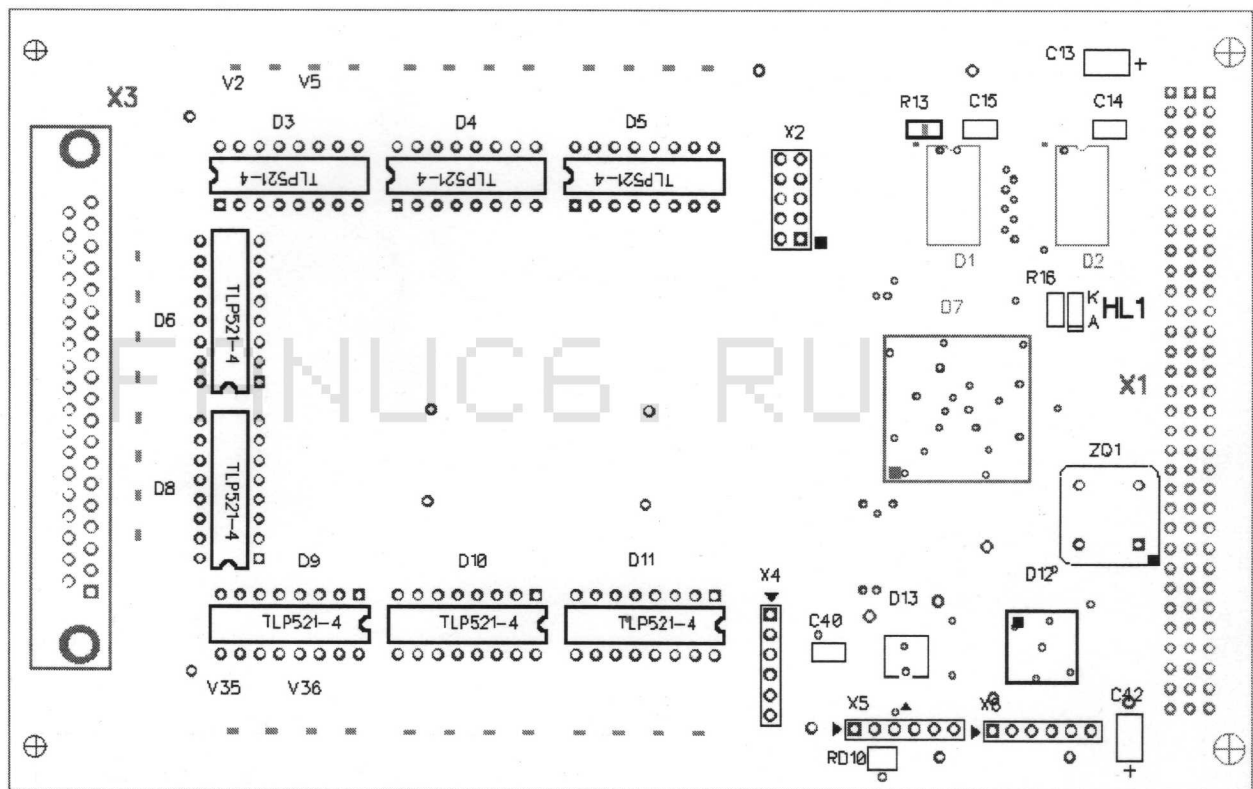 C13 +
V2 V5
X3
R13 C15 C14
D3 D4 D5 X2
TLP521-4 TLP521-4 TLP521-4
D1 D2
R16
D6 TLP521-4 D7 K HL1
A
FANUC6.RU
X1
D8 TLP521-4 ZQ1
D9 D10 D11 X4 D12
D13
TLP521-4 TLP521-4 TLP521-4 C40
V35 V36 X5 X6 C42
RD10 +